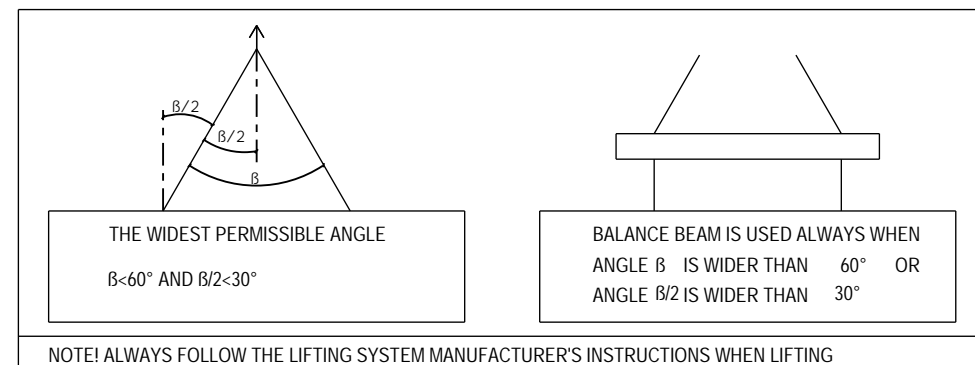 ß/2
ß/2
ß
THE WIDEST PERMISSIBLE ANGLE
ß<60° AND ß/2<30°
BALANCE BEAM IS USED ALWAYS WHEN
ANGLE ß IS WIDER THAN 60° OR
ANGLE ß/2 IS WIDER THAN 30°
NOTE! ALWAYS FOLLOW THE LIFTING SYSTEM MANUFACTURER'S INSTRUCTIONS WHEN LIFTING